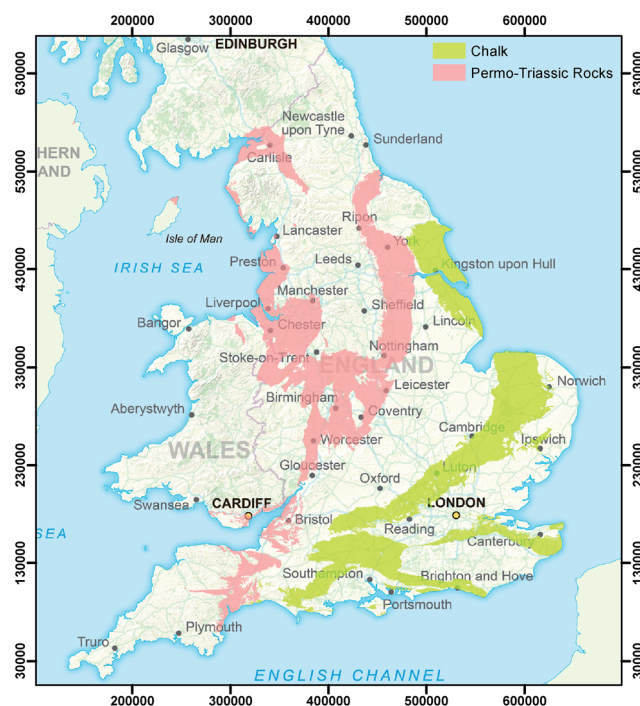 200000 300000 400000 500000 600000
EDINBURGH
Glasgow
Chalk
Permo-Triassic Rocks
630000
630000
Newcastle
upon Tyne
Sunderland
HERN
AND
Carlisle
530000
530000
Ripon
Isle of Man
Lancaster
York
IRISH SEA
Preston
Leeds
Kingston upon Hull
430000
430000
Manchester
Liverpool
Sheffield
Bangor
Chester
Lincoln
Nottingham
Stoke-on-Trent
ENGLAND
330000
330000
Leicester
Norwich
Birmingham
Aberystwyth
Coventry
Cambridge
WALES
Worcester
Ipswich
Gloucester
Luton
230000
230000
Oxford
Swansea
CARDIFF
LONDON
Bristol
Reading
SEA
Canterbury
130000
130000
Southampton
Brighton and Hove
Portsmouth
Plymouth
Truro
30000
30000
ENGLISH CHANNEL
200000 300000 400000 500000 600000